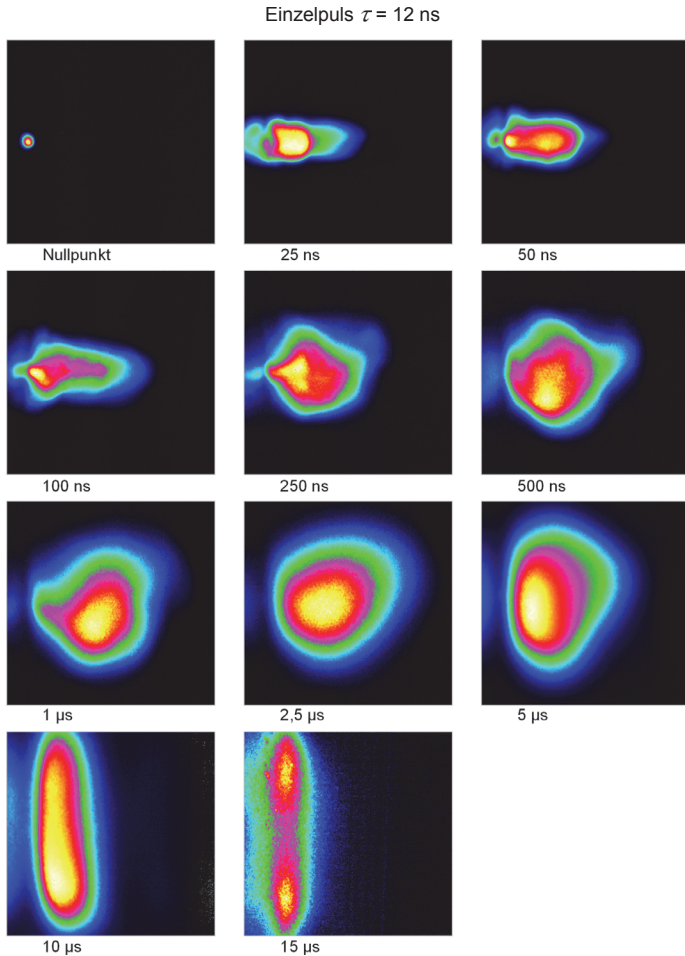 Einzelpuls τ = 12 ns
Nullpunkt
25 ns
50 ns
100 ns
250 ns
500 ns
1 µs
2,5 µs
5 µs
10 µs
15 µs